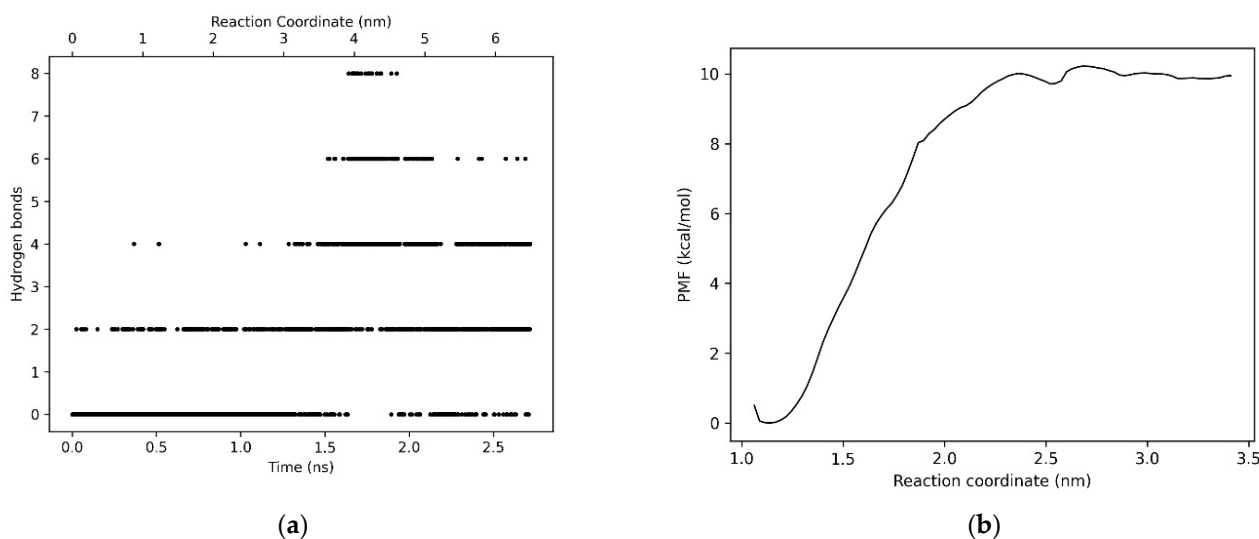 Reaction Coordinate (nm)
0 1 2 3 4 5 6
8
7
6
5
4
3
2
1
0
Hydrogen bonds
0.0 0.5 1.0 1.5 2.0 2.5
Time (ns)
(a)
10
8
6
4
2
0
PMF (kcal/mol)
1.0 1.5 2.0 2.5 3.0 3.5
Reaction coordinate (nm)
(b)